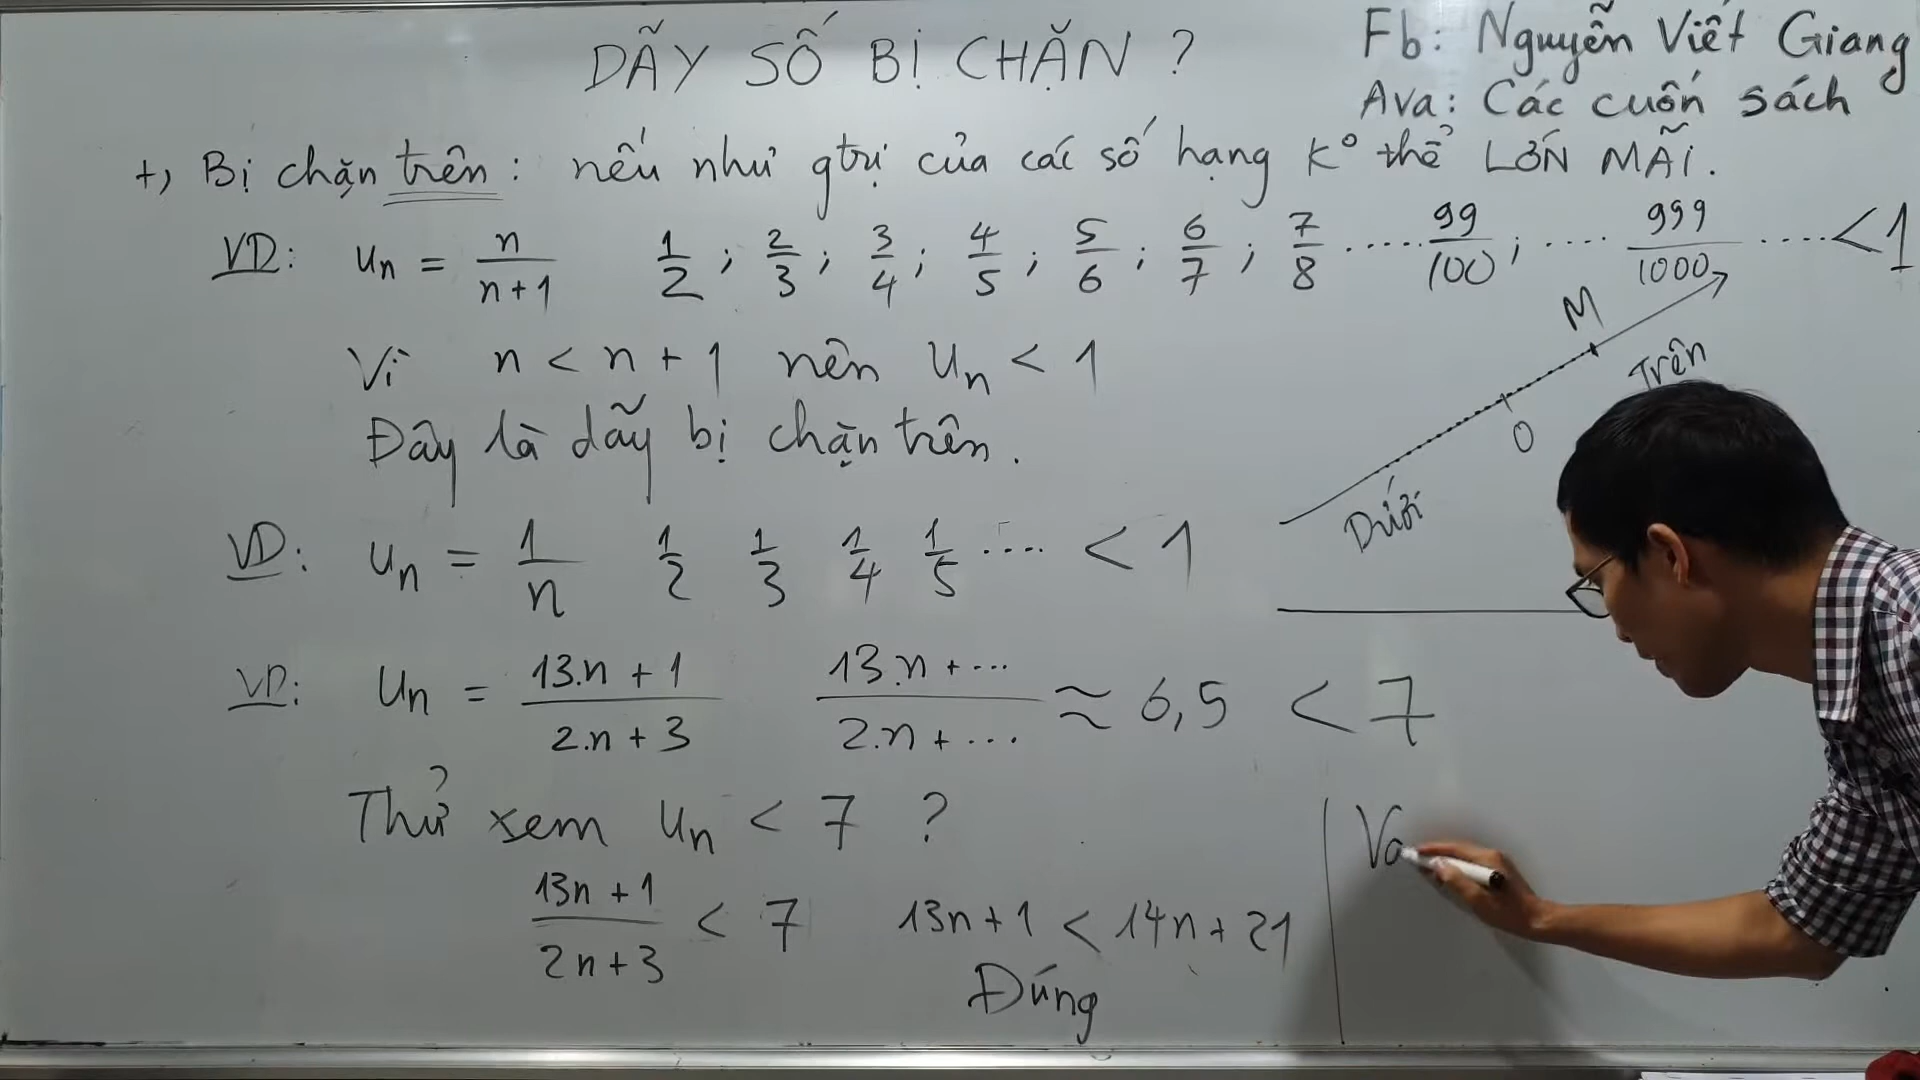 DÃY SỐ BỊ CHẶN ?
Fb: Nguyễn Viết Giang
Ava: Các cuốn sách
+, Bị chặn trên: nếu như gtrị của các số hạng k° thể LỚN MÃI.
VD: uₙ = n/(n+1) 1/2 ; 2/3 ; 3/4 ; 4/5 ; 5/6 ; 6/7 ; 7/8 ..... 99/100 ; .... 999/1000 .... < 1
Vì n < n + 1 nên uₙ < 1
Đây là dãy bị chặn trên.
M
Trên
O
Dưới
VD: uₙ = 1/n 1/2 1/3 1/4 1/5 .... < 1
VD: uₙ = (13.n + 1)/(2.n + 3) (13.n + ...)/(2.n + ...) ≈ 6,5 < 7
Thử xem uₙ < 7 ?
(13n + 1)/(2n + 3) < 7 13n + 1 < 14n + 21
Đúng
Va